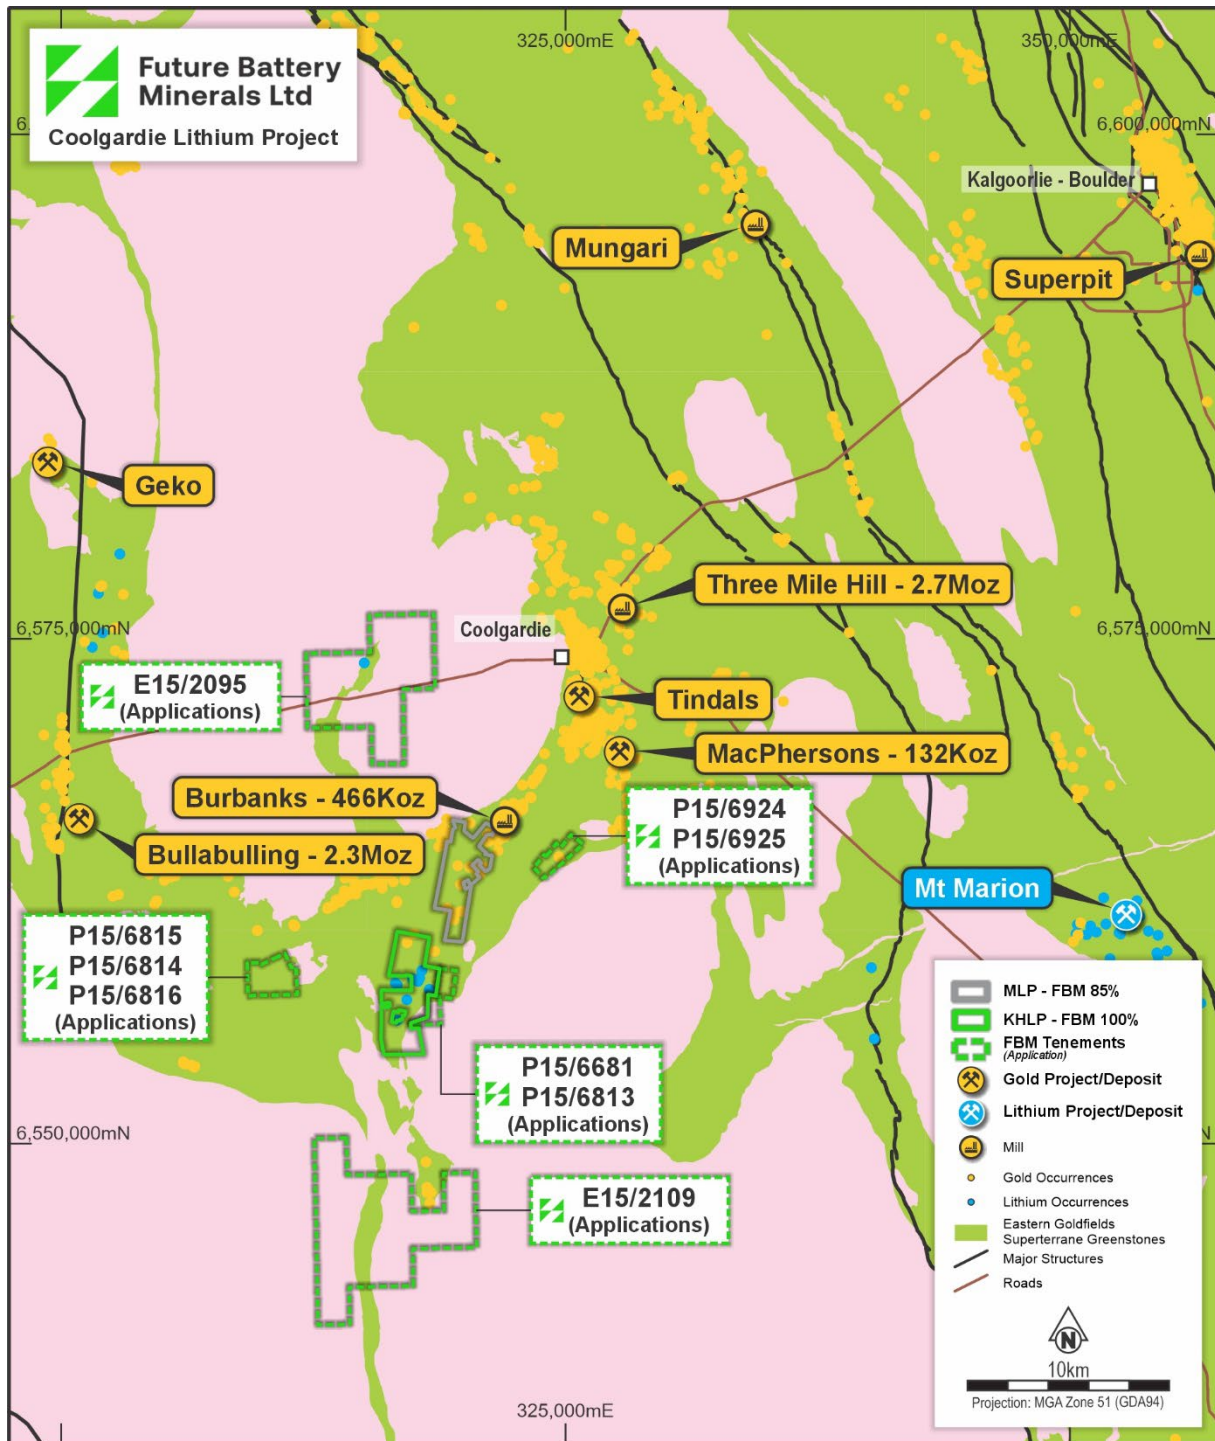 Future Battery
Minerals Ltd
Coolgardie Lithium Project
325,000mE
350,000mE
6,600,000mN
Kalgoorlie - Boulder
Mungari
Superpit
Geko
Three Mile Hill - 2.7Moz
6,575,000mN
Coolgardie
6,575,000mN
E15/2095
(Applications)
Tindals
MacPhersons - 132Koz
Burbanks - 466Koz
Bullabulling - 2.3Moz
P15/6924
P15/6925
(Applications)
Mt Marion
P15/6815
P15/6814
P15/6816
(Applications)
P15/6681
P15/6813
(Applications)
6,550,000mN
E15/2109
(Applications)
MLP - FBM 85%
KHLP - FBM 100%
FBM Tenements
(Application)
Gold Project/Deposit
Lithium Project/Deposit
Mill
Gold Occurrences
Lithium Occurrences
Eastern Goldfields
Superterrane Greenstones
Major Structures
Roads
N
10km
Projection: MGA Zone 51 (GDA94)
325,000mE